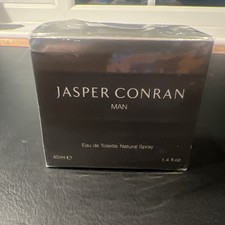 JASPER CONRAN
MAN
Eau de Toilette Natural Spray
40ml e 1.4 fl.oz